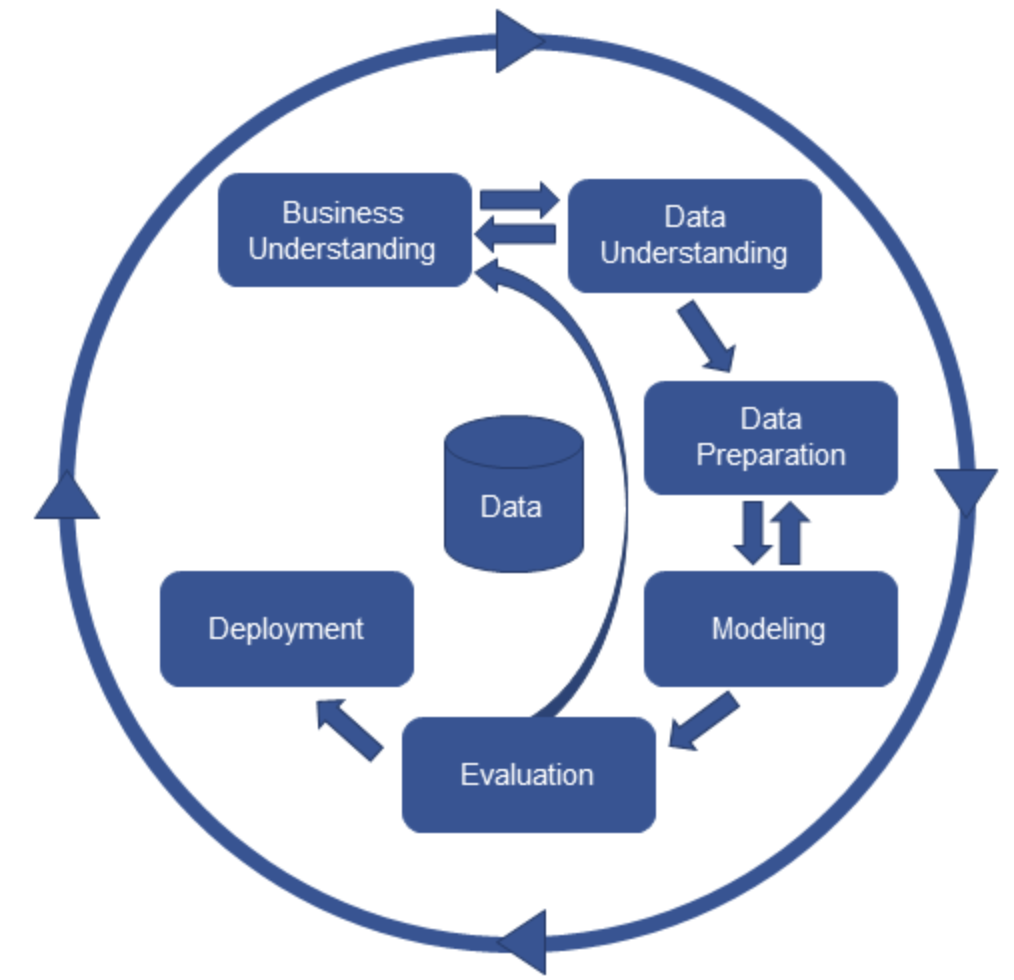 Business
Understanding
Data
Understanding
Data
Preparation
Data
Deployment
Modeling
Evaluation